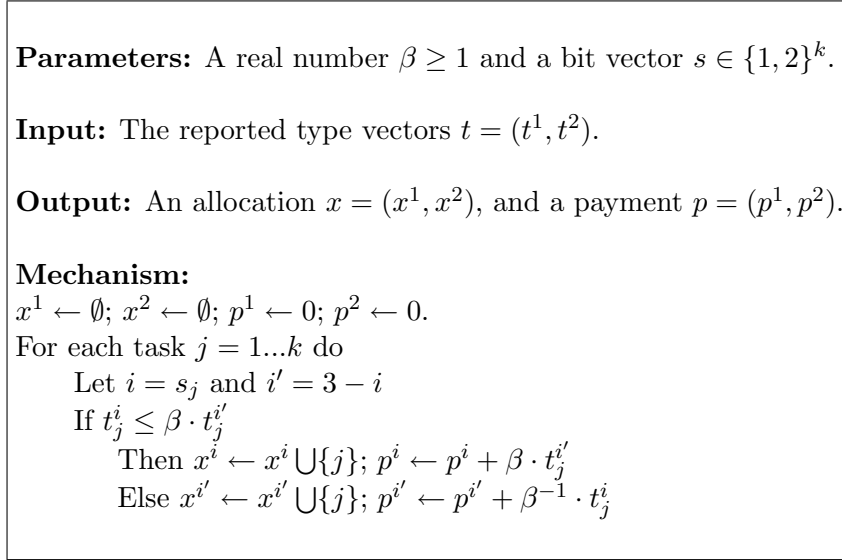 Parameters: A real number β ≥ 1 and a bit vector s ∈ {1, 2}^k.
Input: The reported type vectors t = (t^1, t^2).
Output: An allocation x = (x^1, x^2), and a payment p = (p^1, p^2).
Mechanism:
x^1 ← ∅; x^2 ← ∅; p^1 ← 0; p^2 ← 0.
For each task j = 1...k do
Let i = s_j and i′ = 3 − i
If t^i_j ≤ β · t^{i′}_j
Then x^i ← x^i ⋃{j}; p^i ← p^i + β · t^{i′}_j
Else x^{i′} ← x^{i′} ⋃{j}; p^{i′} ← p^{i′} + β^{−1} · t^i_j